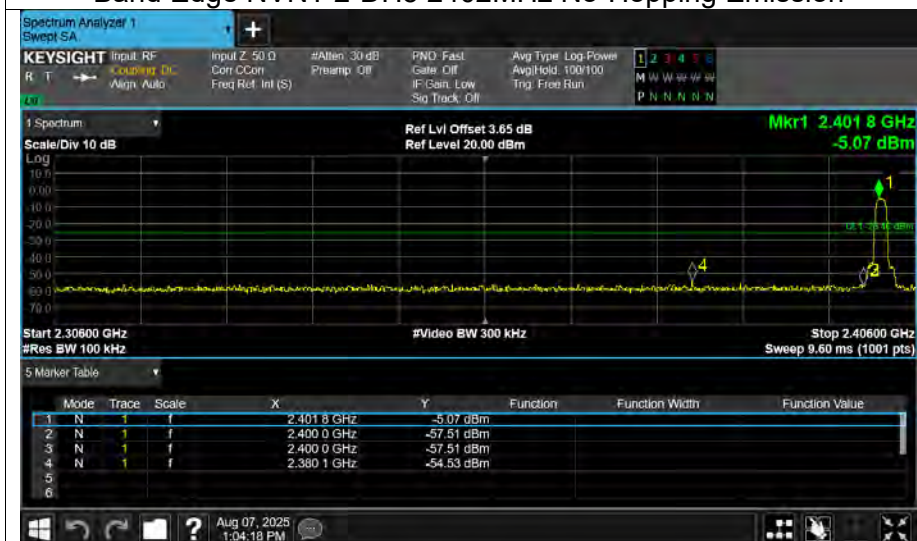 Band Edge NVNT 2-DH5 2402MHz No-Hopping Emission
Spectrum Analyzer 1
Swept SA
+
KEYSIGHT Input: RF Input Z: 50 Ω #Atten: 30 dB PNO: Fast Avg Type: Log-Power 1 2 3 4 5 6
R T Coupling: DC Corr CCorr Preamp: Off Gate: Off Avg|Hold: 100/100 M W W W W W
Align: Auto Freq Ref: Int (S) IF Gain: Low Trig: Free Run
Sig Track: Off P N N N N N
1 Spectrum
Ref Lvl Offset 3.65 dB Mkr1 2.401 8 GHz
Scale/Div 10 dB Ref Level 20.00 dBm -5.07 dBm
Log
10.0
0.00
-10.0
-20.0
-30.0
-40.0
-50.0
-60.0
-70.0
1
4
2
Start 2.30600 GHz #Video BW 300 kHz Stop 2.40600 GHz
#Res BW 100 kHz Sweep 9.60 ms (1001 pts)
5 Marker Table
Mode Trace Scale X Y Function Function Width Function Value
1 N 1 f 2.401 8 GHz -5.07 dBm
2 N 1 f 2.400 0 GHz -57.51 dBm
3 N 1 f 2.400 0 GHz -57.51 dBm
4 N 1 f 2.380 1 GHz -54.53 dBm
5
6
? Aug 07, 2025
1:04:18 PM